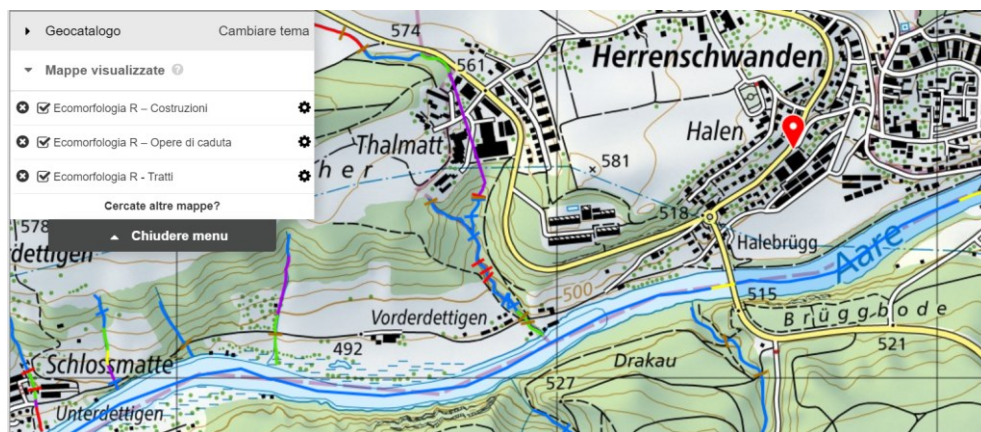 Geocatalogo Cambiare tema
Mappe visualizzate
Ecomorfologia R – Costruzioni
Ecomorfologia R – Opere di caduta
Ecomorfologia R - Tratti
Cercate altre mappe?
Chiudere menu
574
561
Herrenschwanden
Thalmatt
Halen
her
581
578
dettigen
518
Halebrügg
Aare
500
515
Brüggbode
Vorderdettigen
492
521
Schlossmatte
Drakau
527
Unterdettigen